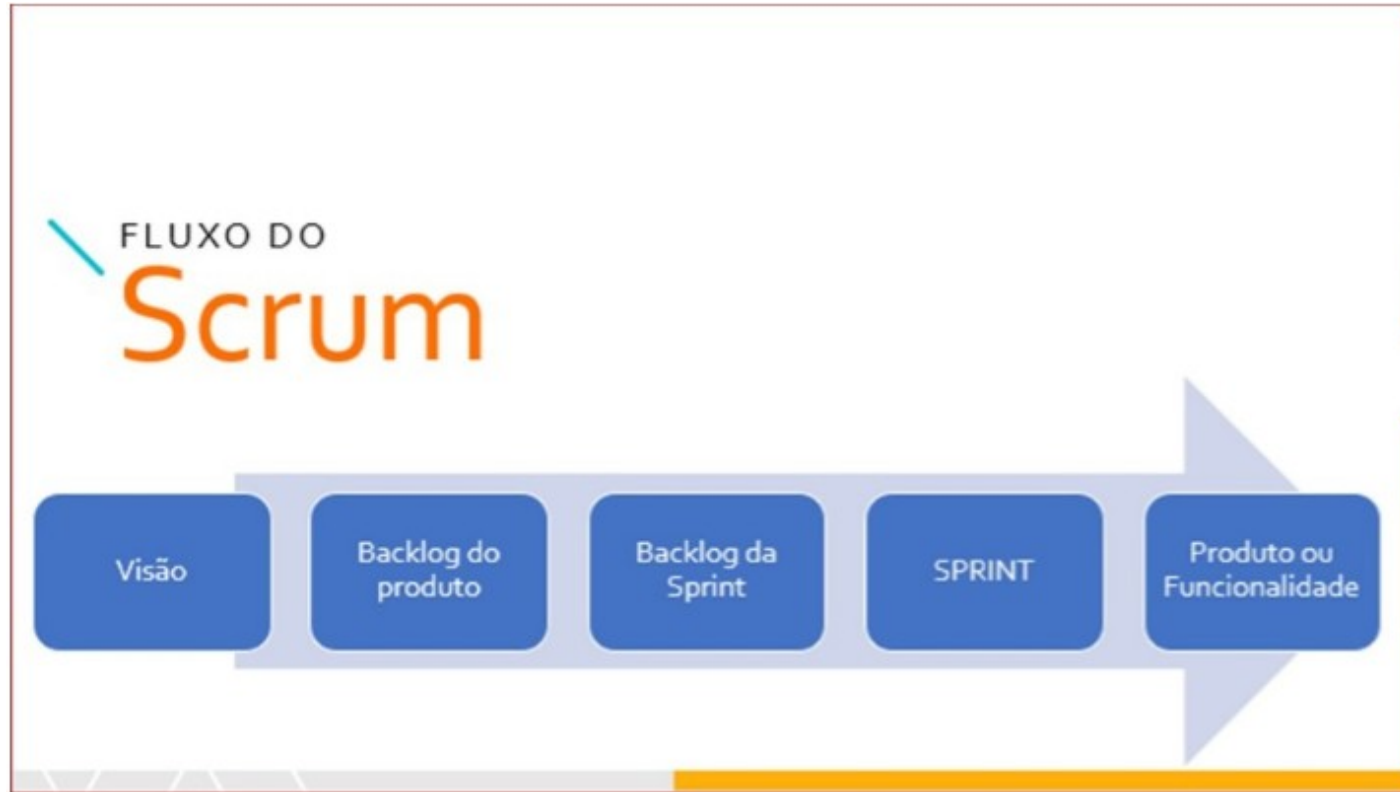 FLUXO DO
Scrum
Visão
Backlog do
produto
Backlog da
Sprint
SPRINT
Produto ou
Funcionalidade